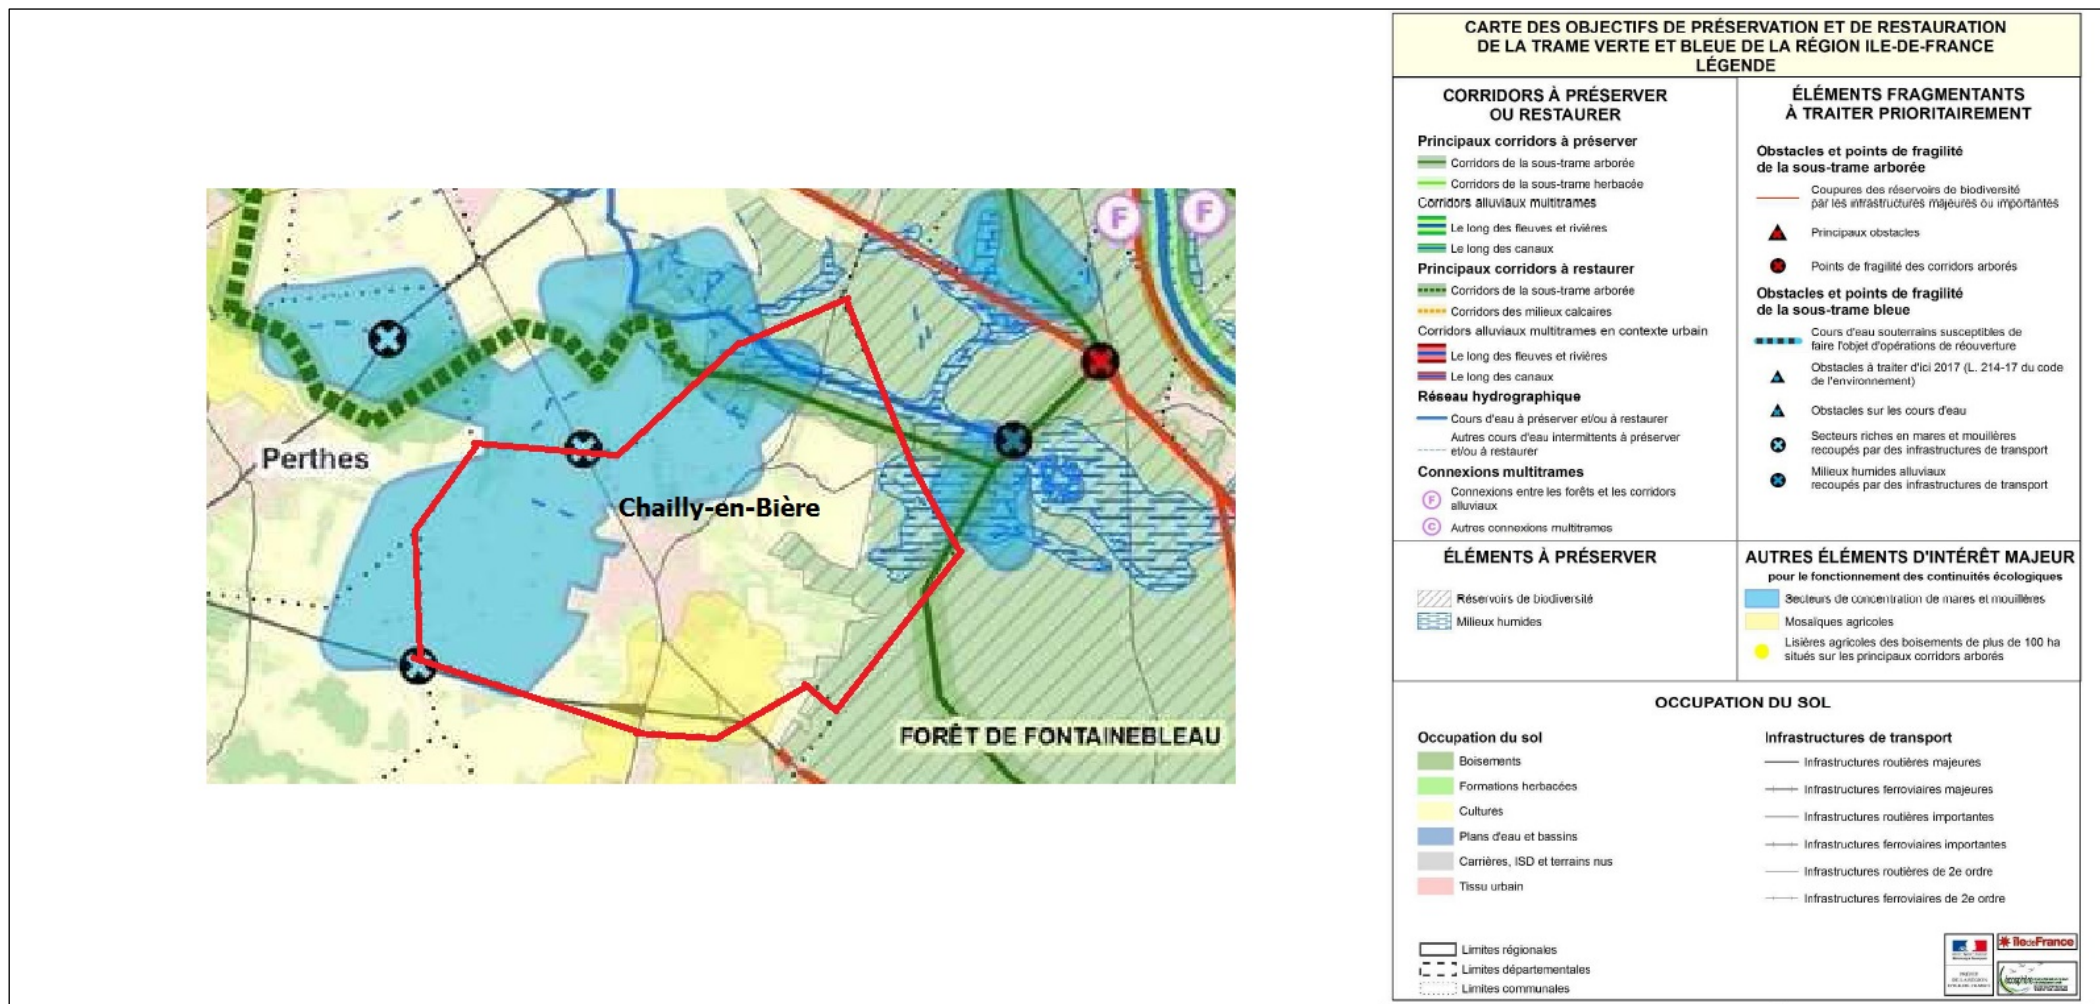 F
F
Perthes
Chailly-en-Bière
FORÊT DE FONTAINEBLEAU
CARTE DES OBJECTIFS DE PRÉSERVATION ET DE RESTAURATION
DE LA TRAME VERTE ET BLEUE DE LA RÉGION ILE-DE-FRANCE
LÉGENDE
CORRIDORS À PRÉSERVER
OU RESTAURER
Principaux corridors à préserver
Corridors de la sous-trame arborée
Corridors de la sous-trame herbacée
Corridors alluviaux multitrames
Le long des fleuves et rivières
Le long des canaux
Principaux corridors à restaurer
Corridors de la sous-trame arborée
Corridors des milieux calcaires
Corridors alluviaux multitrames en contexte urbain
Le long des fleuves et rivières
Le long des canaux
Réseau hydrographique
Cours d'eau à préserver et/ou à restaurer
Autres cours d'eau intermittents à préserver
et/ou à restaurer
Connexions multitrames
F
Connexions entre les forêts et les corridors
alluviaux
C
Autres connexions multitrames
ÉLÉMENTS FRAGMENTANTS
À TRAITER PRIORITAIREMENT
Obstacles et points de fragilité
de la sous-trame arborée
Coupures des réservoirs de biodiversité
par les infrastructures majeures ou importantes
Principaux obstacles
Points de fragilité des corridors arborés
Obstacles et points de fragilité
de la sous-trame bleue
Cours d'eau souterrains susceptibles de
faire l'objet d'opérations de réouverture
Obstacles à traiter d'ici 2017 (L. 214-17 du code
de l'environnement)
Obstacles sur les cours d'eau
Secteurs riches en mares et mouillères
recoupés par des infrastructures de transport
Milieux humides alluviaux
recoupés par des infrastructures de transport
ÉLÉMENTS À PRÉSERVER
Réservoirs de biodiversité
Milieux humides
AUTRES ÉLÉMENTS D'INTÉRÊT MAJEUR
pour le fonctionnement des continuités écologiques
Secteurs de concentration de mares et mouillères
Mosaïques agricoles
Lisières agricoles des boisements de plus de 100 ha
situés sur les principaux corridors arborés
OCCUPATION DU SOL
Occupation du sol
Boisements
Formations herbacées
Cultures
Plans d'eau et bassins
Carrières, ISD et terrains nus
Tissu urbain
Infrastructures de transport
Infrastructures routières majeures
Infrastructures ferroviaires majeures
Infrastructures routières importantes
Infrastructures ferroviaires importantes
Infrastructures routières de 2e ordre
Infrastructures ferroviaires de 2e ordre
Limites régionales
Limites départementales
Limites communales
îledeFrance
écosphère